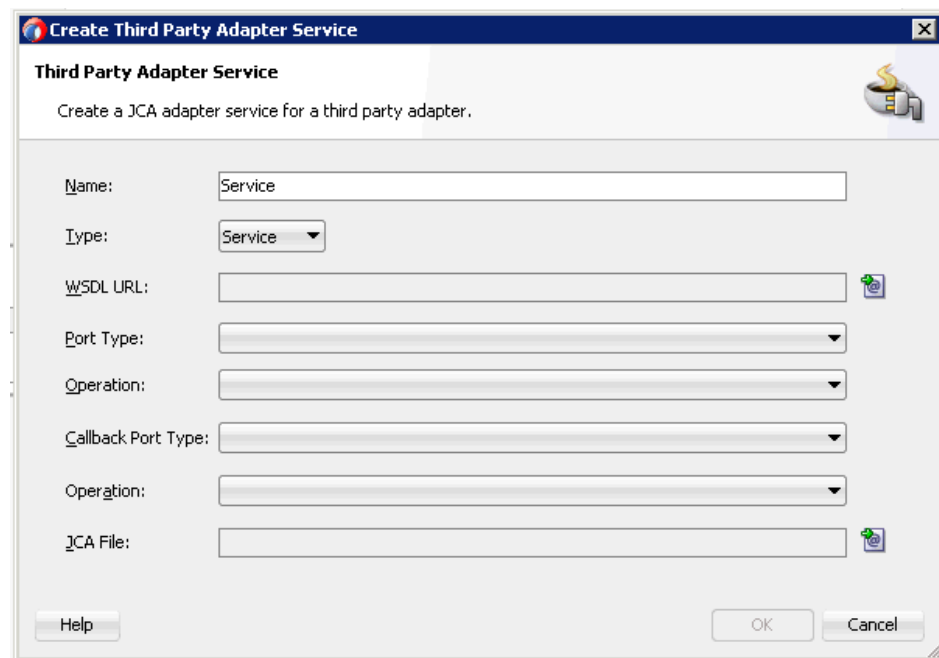 Create Third Party Adapter Service
Third Party Adapter Service
Create a JCA adapter service for a third party adapter.
Name: Service
Type: Service
WSDL URL:
Port Type:
Operation:
Callback Port Type:
Operation:
JCA File:
Help OK Cancel